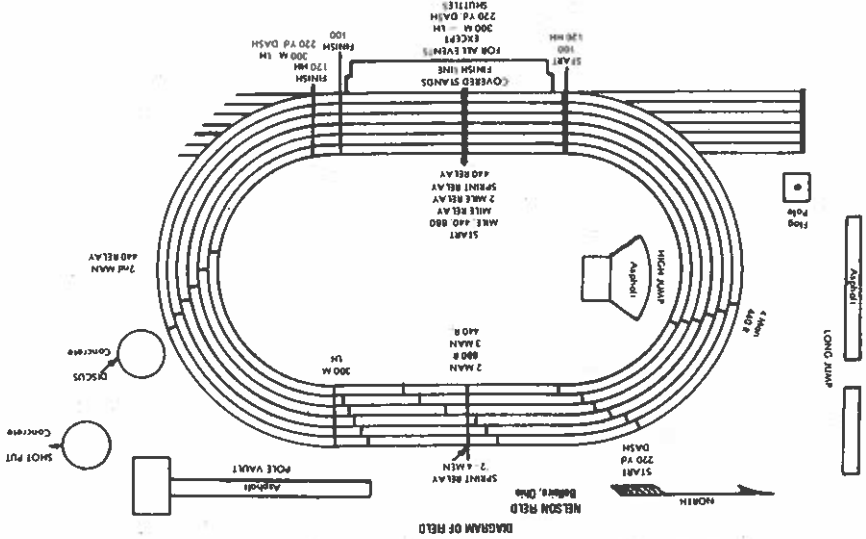 DIAGRAM OF FIELD
NELSON FIELD
Bellaire, Ohio
NORTH
START
220 Yd
DASH
SPRINT RELAY
2-4 MEN
Asphalt
POLE VAULT
SHOT PUT
Concrete
DISCUS
Concrete
LONG JUMP
Asphalt
4 Man
440 R
2 MAN
880 R
3 MAN
440 R
300 M
LH
HIGH JUMP
Asphalt
2nd MAN
440 RELAY
Flag
Pole
START
MILE, 440, 880
MILE RELAY
2 MILE RELAY
SPRINT RELAY
440 RELAY
START
100
120 HH
COVERED STANDS
FINISH LINE
FOR ALL EVENTS
EXCEPT
300 M - LH
220 Yd DASH
SHUTTLES
FINISH
100
FINISH
120 HH
300 M. LH
220 Yd DASH